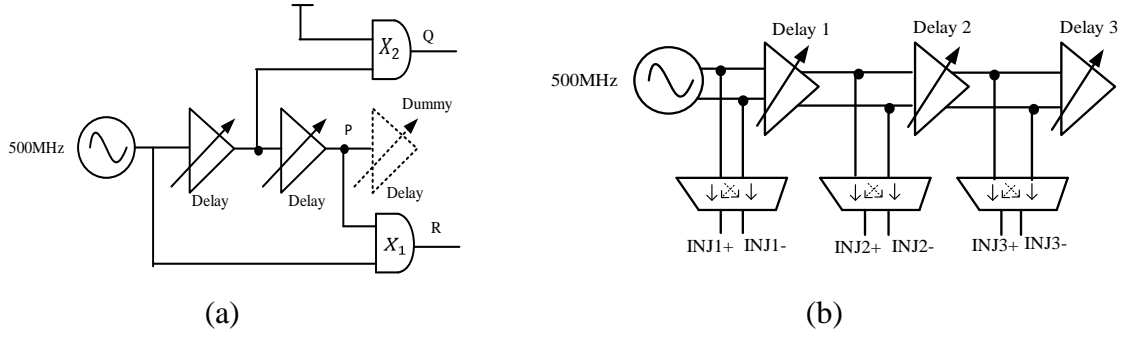 Q
X2
Dummy
P
500MHz
Delay
Delay
Delay
R
X1
(a)
Delay 1
Delay 2
Delay 3
500MHz
INJ1+ INJ1-
INJ2+ INJ2-
INJ3+ INJ3-
(b)